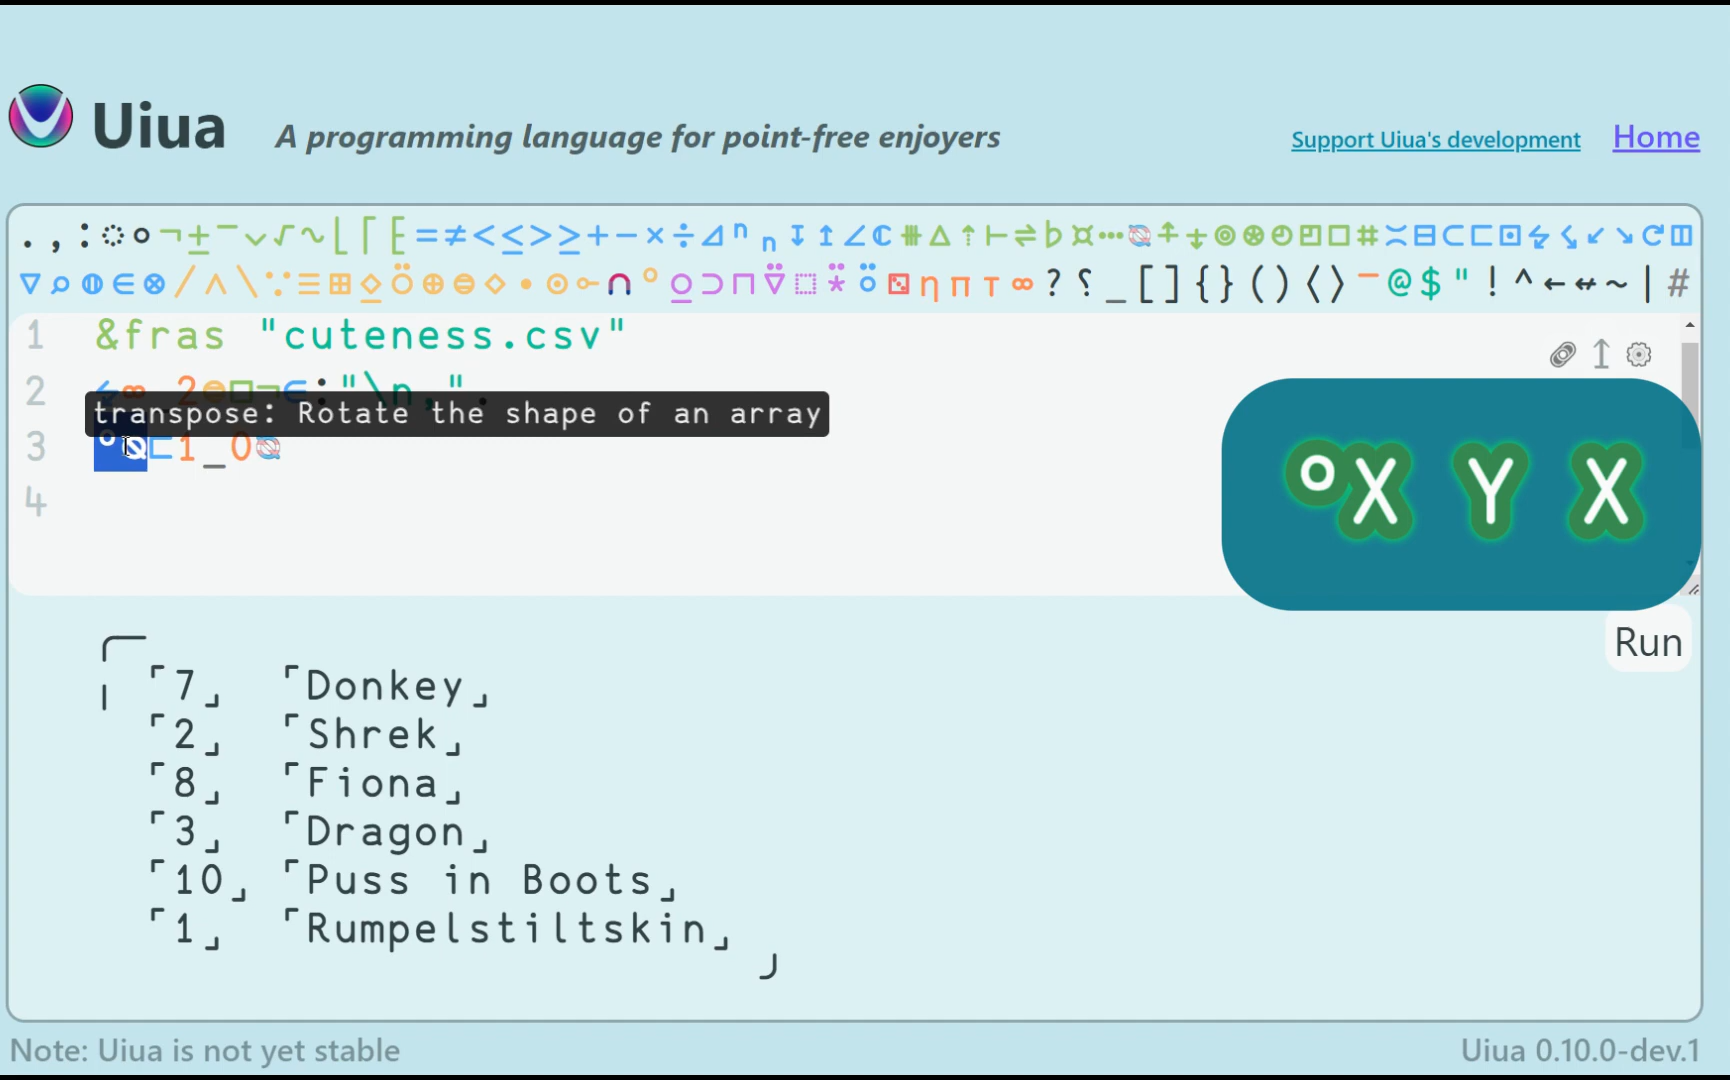 Uiua
A programming language for point-free enjoyers
Support Uiua's development
Home
. , : ◌ ∘ ¬ ± ¯ ⌵ √ ∿ ⌊ ⌈ ⁅ = ≠ < ≤ > ≥ + - × ÷ ◿ ⁿ ₙ ↧ ↥ ∠ ℂ ⧻ △ ⇡ ⊢ ⇌ ♭ ¤ ⋯ ⍉ ⍏ ⍖ ⊚ ⊛ ◴ ◰ □ ⋕ ≍ ⊟ ⊂ ⊏ ⊡ ↯ ☇ ↙ ↘ ↻ ◫
▽ ⌕ ⦷ ∊ ⊗ / ∧ \ ∵ ≡ ⊞ ⍚ ⊕ ⊜ ◇ ⋅ ⊙ ⟜ ∩ ° ⊃ ⊓ ⍢ ⬚ ⚂ η π τ ∞ ? ⸮ _ [ ] { } ( ) ⟨ ⟩ ¯ @ $ " ! ^ ← ↚ ~ | #
1 &fras "cuteness.csv"
2 ↯∞_2⊜□¬∊:"\n,".
transpose: Rotate the shape of an array
3 °⍉⊏1_0⍉
4
°X Y X
Run
⌜7⌟ ⌜Donkey⌟
⌜2⌟ ⌜Shrek⌟
⌜8⌟ ⌜Fiona⌟
⌜3⌟ ⌜Dragon⌟
⌜10⌟ ⌜Puss in Boots⌟
⌜1⌟ ⌜Rumpelstiltskin⌟
Note: Uiua is not yet stable
Uiua 0.10.0-dev.1